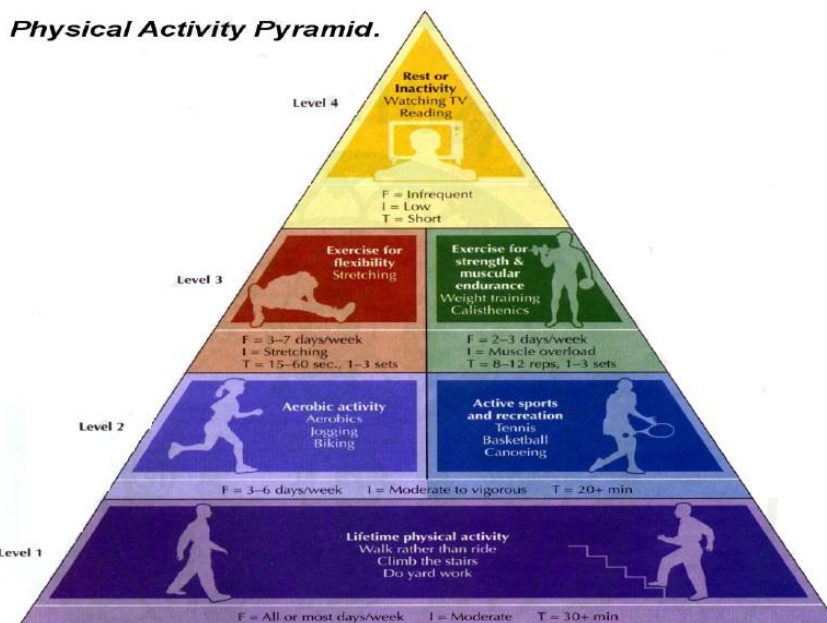 Physical Activity Pyramid.
Level 4
Rest or
Inactivity
Watching TV
Reading
F = Infrequent
I = Low
T = Short
Level 3
Exercise for
flexibility
Stretching
F = 3–7 days/week
I = Stretching
T = 15–60 sec., 1–3 sets
Exercise for
strength &
muscular
endurance
Weight training
Calisthenics
F = 2–3 days/week
I = Muscle overload
T = 8–12 reps, 1–3 sets
Level 2
Aerobic activity
Aerobics
Jogging
Biking
Active sports
and recreation
Tennis
Basketball
Canoeing
F = 3–6 days/week I = Moderate to vigorous T = 20+ min
Level 1
Lifetime physical activity
Walk rather than ride
Climb the stairs
Do yard work
F = All or most days/week I = Moderate T = 30+ min